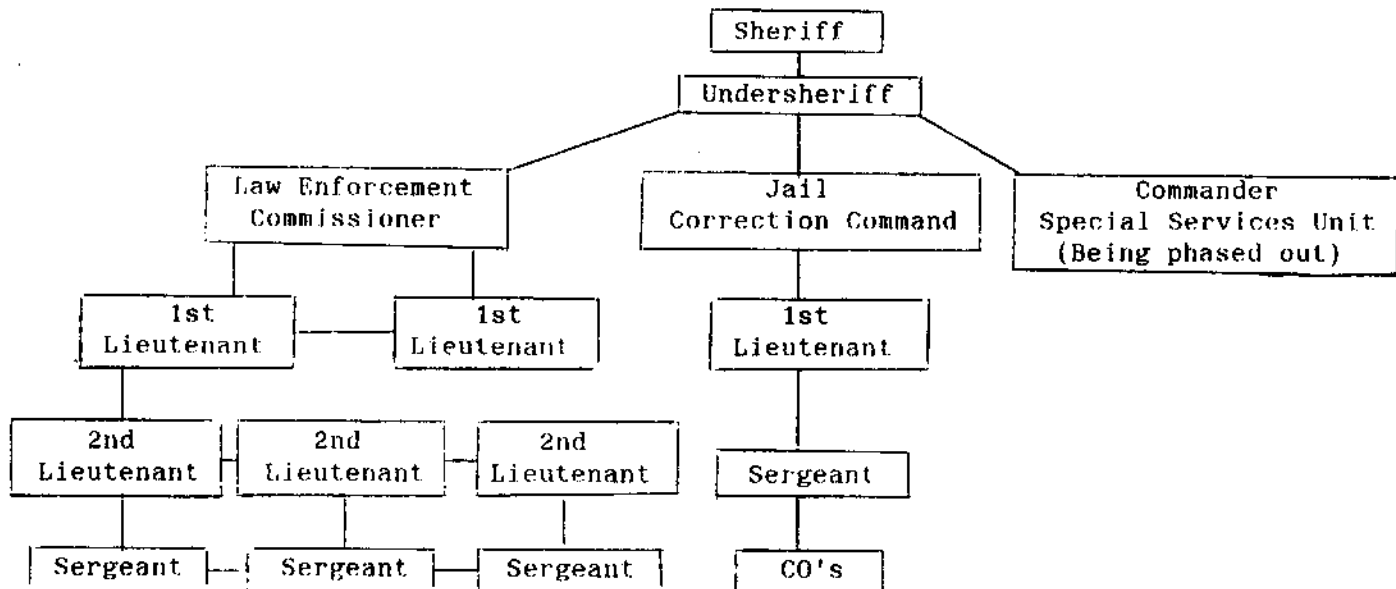 Sheriff
Undersheriff
Law Enforcement
Commissioner
Jail
Correction Command
Commander
Special Services Unit
(Being phased out)
1st
Lieutenant
1st
Lieutenant
1st
Lieutenant
2nd
Lieutenant
2nd
Lieutenant
2nd
Lieutenant
Sergeant
Sergeant
Sergeant
Sergeant
CO's